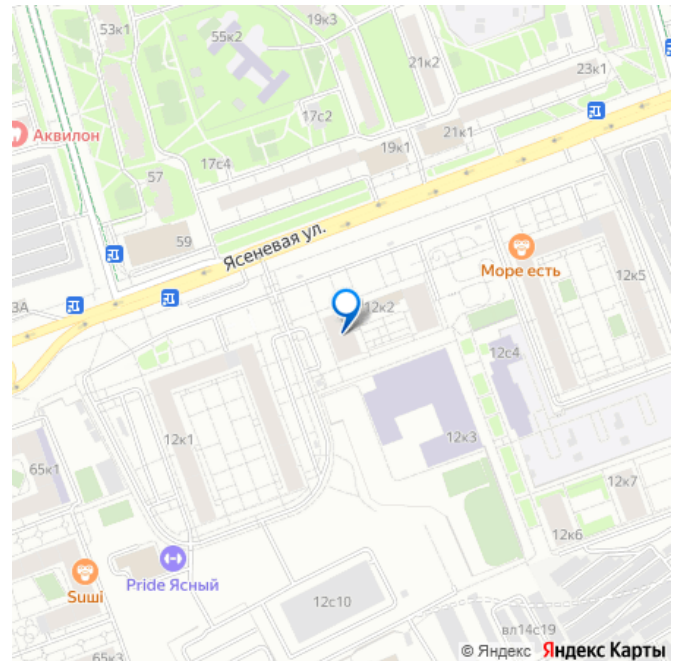 19к3
53к1
55к2
21к2
23к1
17с2
Аквилон
21к1
19к1
17с4
57
59
Ясеневая ул.
Море есть
12к5
3А
12к2
12с4
12к1
12к3
65к1
12к7
12к6
Pride Ясный
Suшi
12с10
вл14с19
65к3
© Яндекс Яндекс Карты